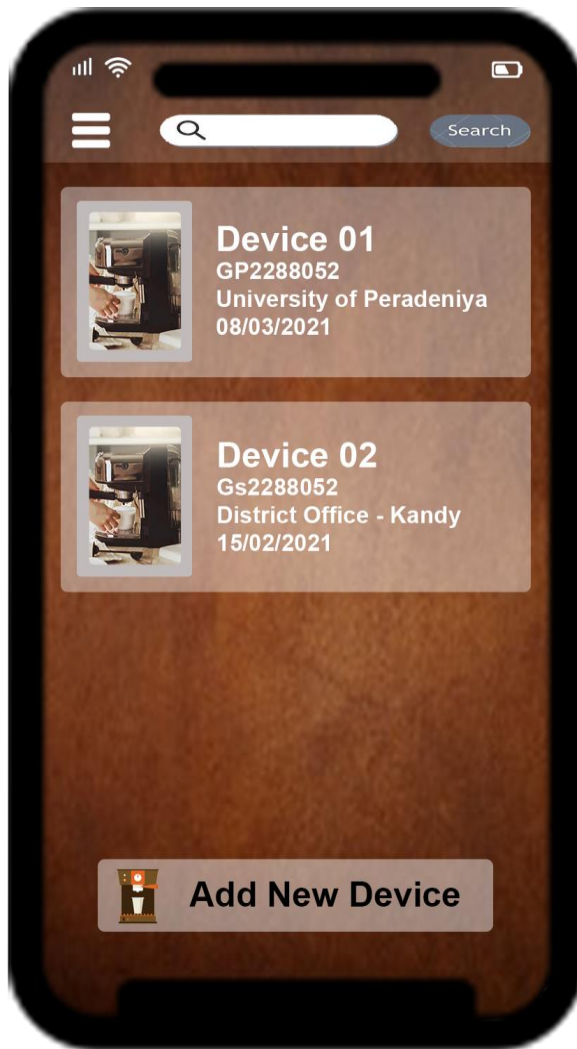 Search
Device 01
GP2288052
University of Peradeniya
08/03/2021
Device 02
Gs2288052
District Office - Kandy
15/02/2021
Add New Device